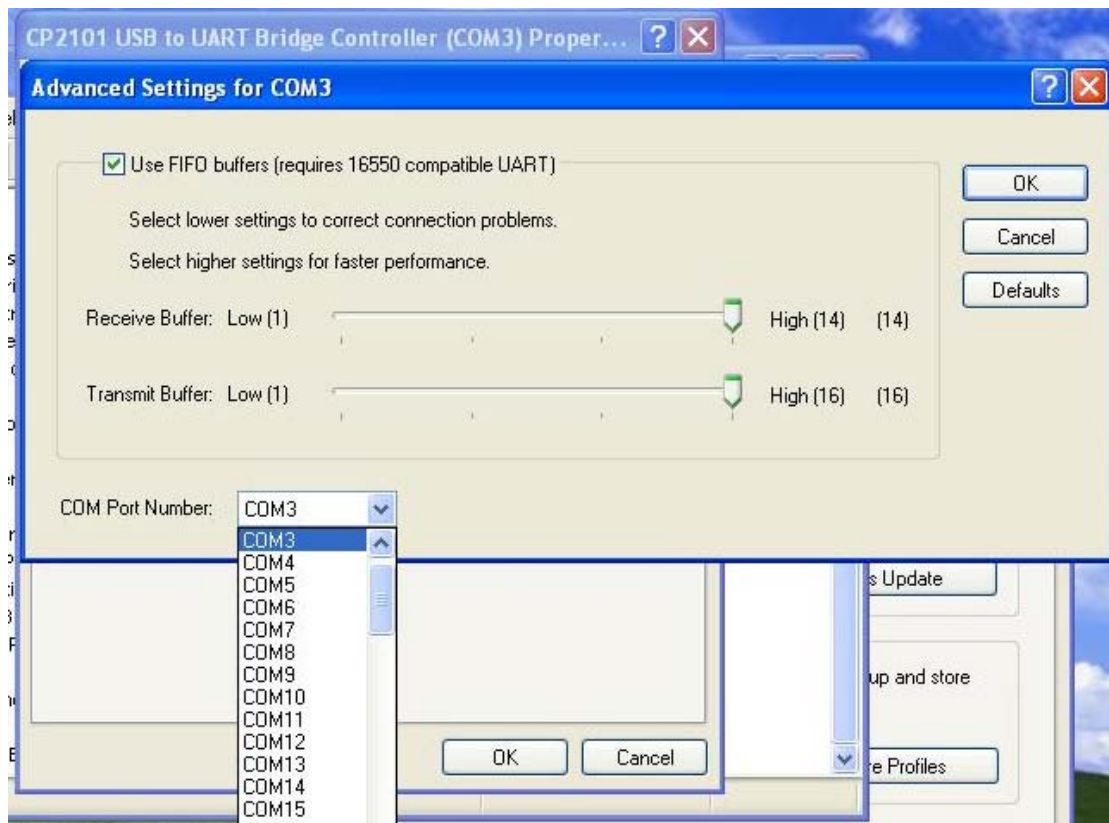 CP2101 USB to UART Bridge Controller (COM3) Proper...
Advanced Settings for COM3
Use FIFO buffers (requires 16550 compatible UART)
OK
Select lower settings to correct connection problems.
Cancel
Select higher settings for faster performance.
Defaults
Receive Buffer: Low (1) High (14) (14)
Transmit Buffer: Low (1) High (16) (16)
COM Port Number: COM3
COM3
COM4
COM5
s Update
COM6
COM7
COM8
COM9
up and store
COM10
COM11
COM12
OK Cancel
COM13
re Profiles
COM14
COM15